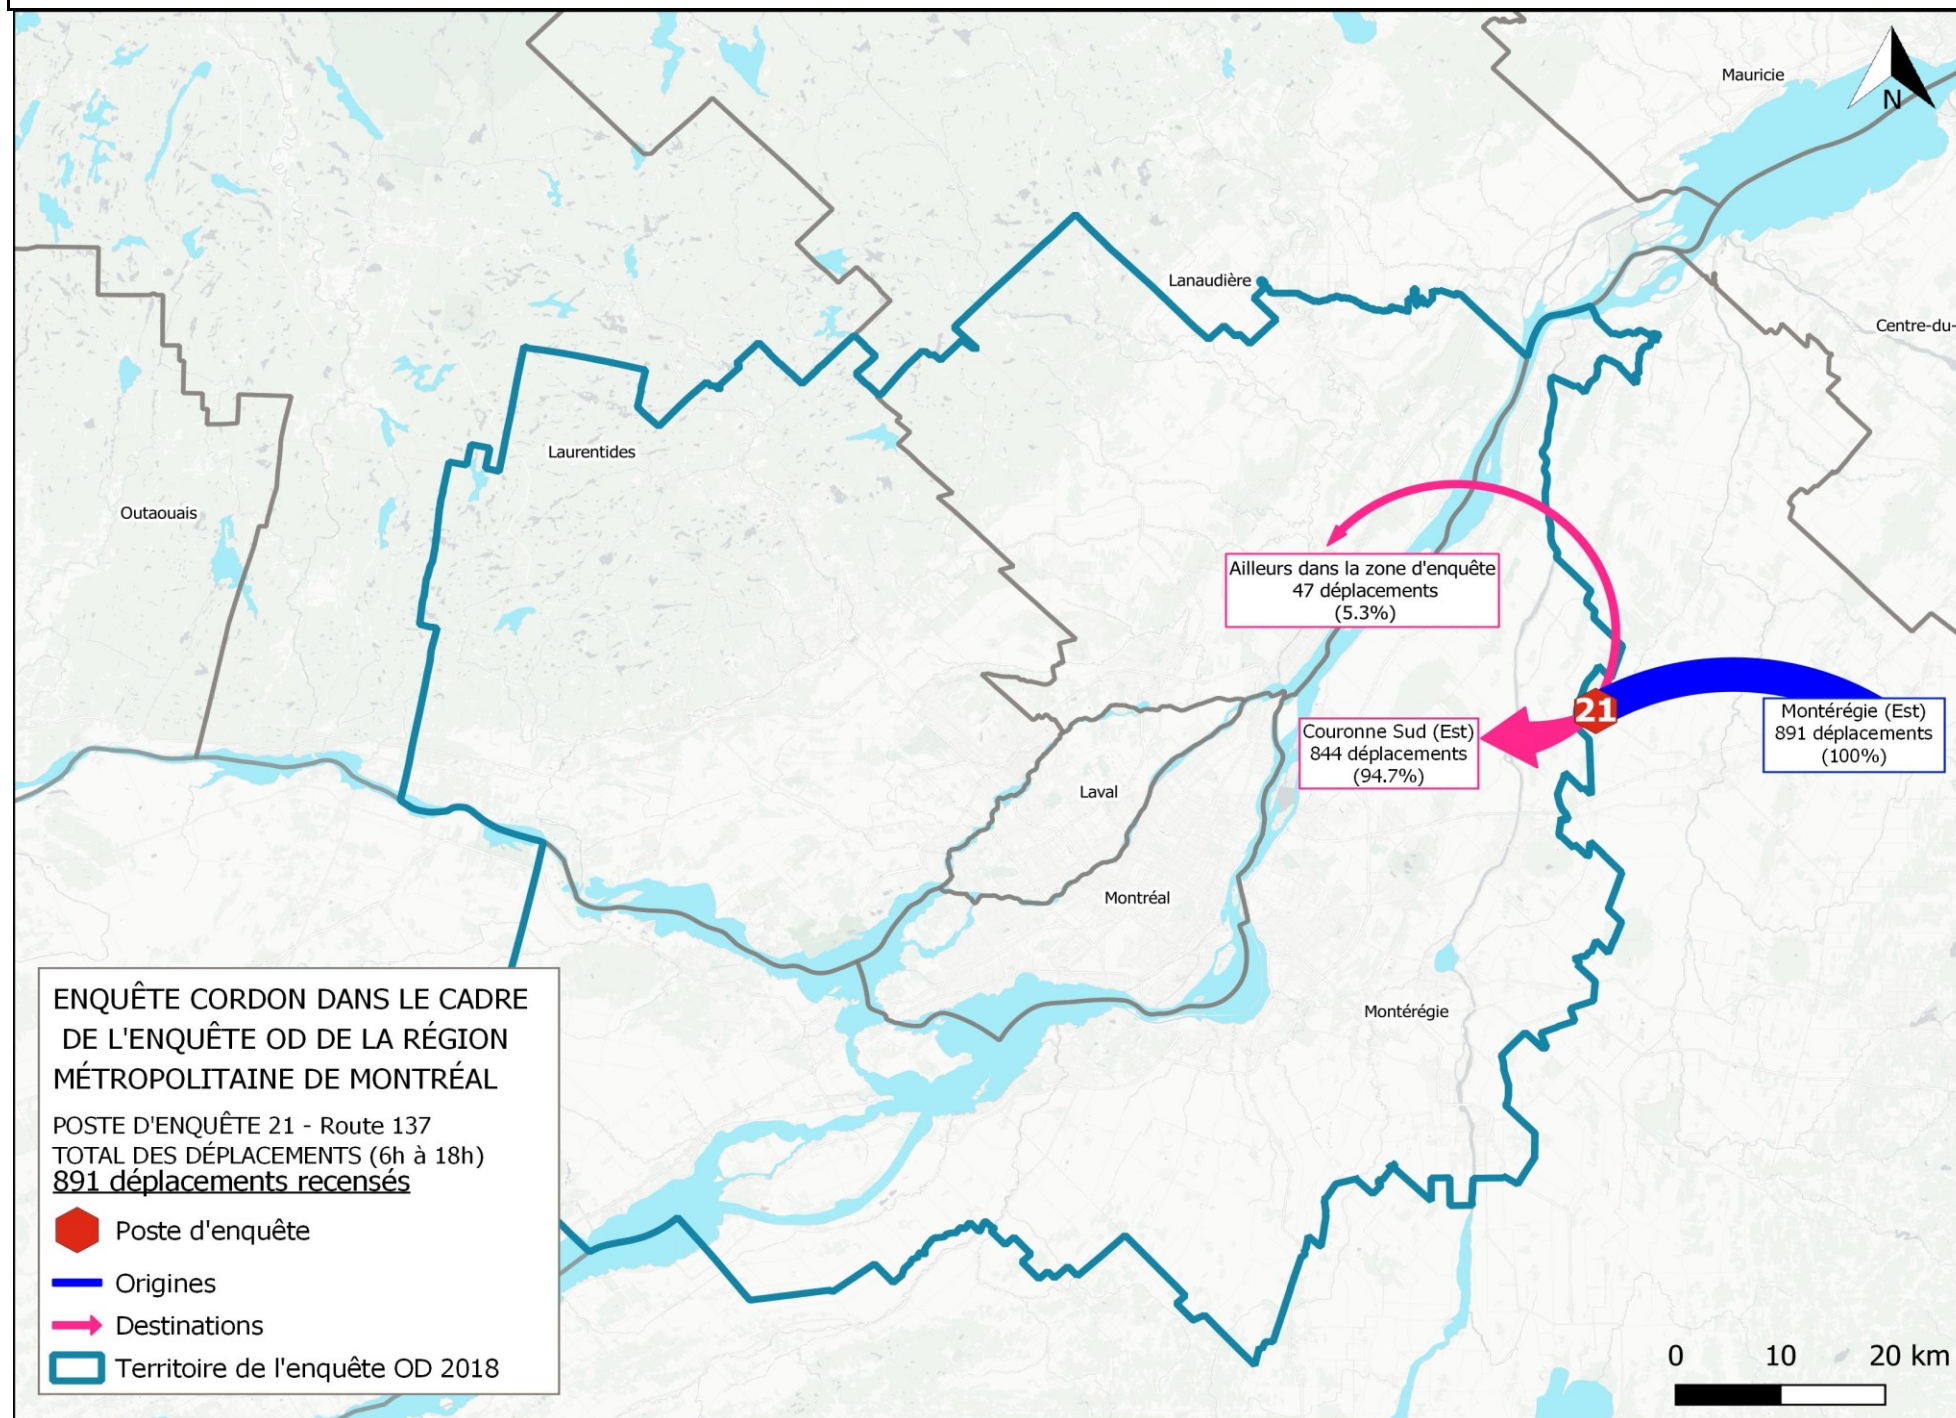 Mauricie
N
Lanaudière
Centre-du-
Laurentides
Outaouais
Ailleurs dans la zone d'enquête
47 déplacements
(5.3%)
21
Montérégie (Est)
891 déplacements
(100%)
Couronne Sud (Est)
844 déplacements
(94.7%)
Laval
Montréal
Montérégie
ENQUÊTE CORDON DANS LE CADRE
DE L'ENQUÊTE OD DE LA RÉGION
MÉTROPOLITAINE DE MONTRÉAL
POSTE D'ENQUÊTE 21 - Route 137
TOTAL DES DÉPLACEMENTS (6h à 18h)
891 déplacements recensés
Poste d'enquête
Origines
Destinations
Territoire de l'enquête OD 2018
0 10 20 km